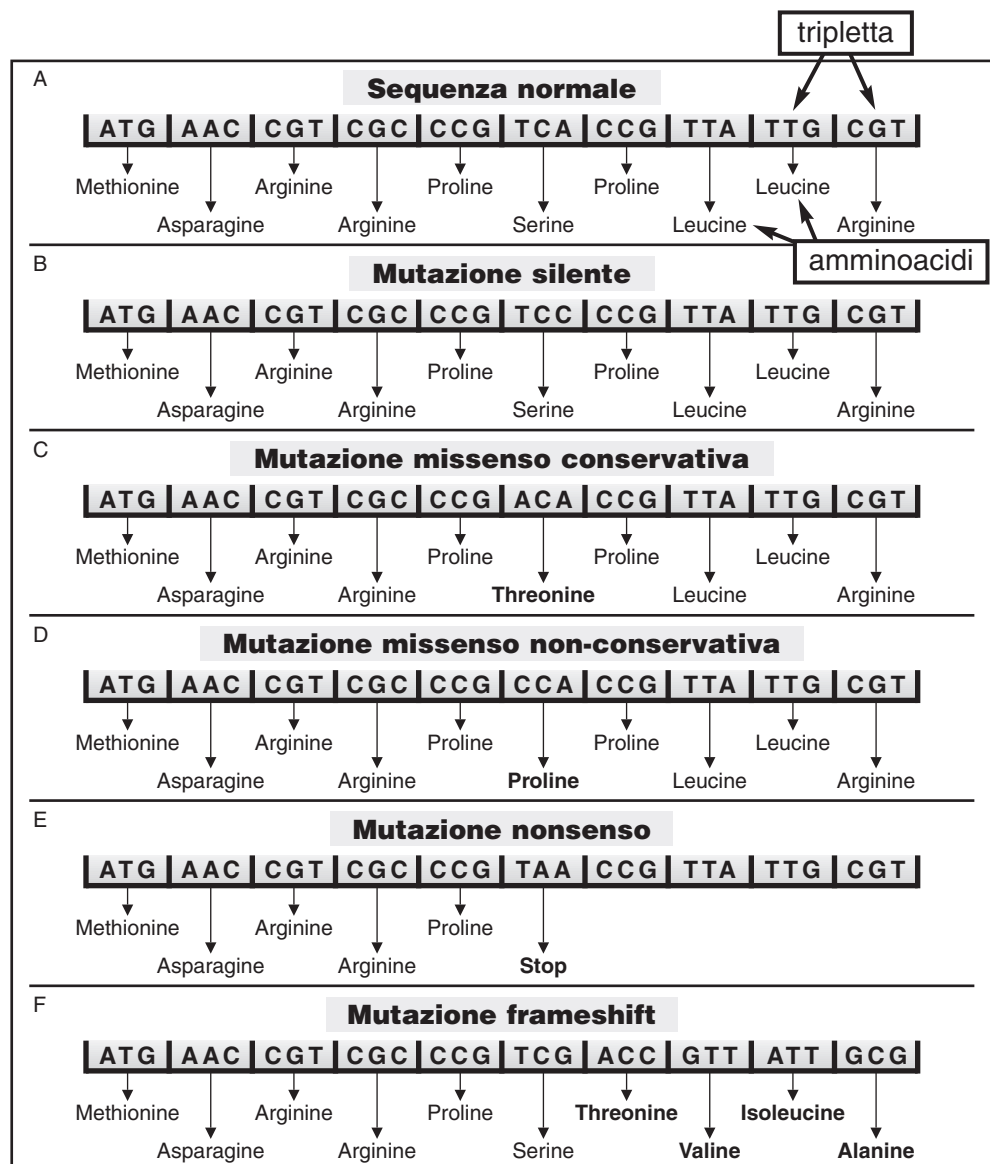 tripletta
A
Sequenza normale
ATG AAC CGT CGC CCG TCA CCG TTA TTG CGT
Methionine Arginine Proline Proline Leucine
Asparagine Arginine Serine Leucine Arginine
amminoacidi
B
Mutazione silente
ATG AAC CGT CGC CCG TCC CCG TTA TTG CGT
Methionine Arginine Proline Proline Leucine
Asparagine Arginine Serine Leucine Arginine
C
Mutazione missenso conservativa
ATG AAC CGT CGC CCG ACA CCG TTA TTG CGT
Methionine Arginine Proline Proline Leucine
Asparagine Arginine Threonine Leucine Arginine
D
Mutazione missenso non-conservativa
ATG AAC CGT CGC CCG CCA CCG TTA TTG CGT
Methionine Arginine Proline Proline Leucine
Asparagine Arginine Proline Leucine Arginine
E
Mutazione nonsenso
ATG AAC CGT CGC CCG TAA CCG TTA TTG CGT
Methionine Arginine Proline
Asparagine Arginine Stop
F
Mutazione frameshift
ATG AAC CGT CGC CCG TCG ACC GTT ATT GCG
Methionine Arginine Proline Threonine Isoleucine
Asparagine Arginine Serine Valine Alanine